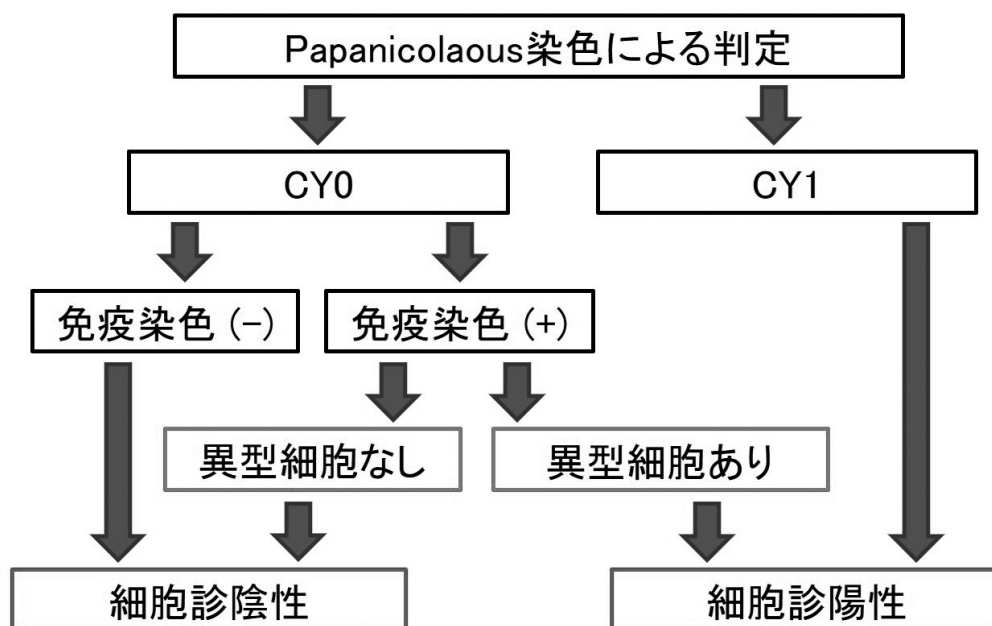 Papanicolaous染色による判定
CY0
CY1
免疫染色 (−)
免疫染色 (+)
異型細胞なし
異型細胞あり
細胞診陰性
細胞診陽性